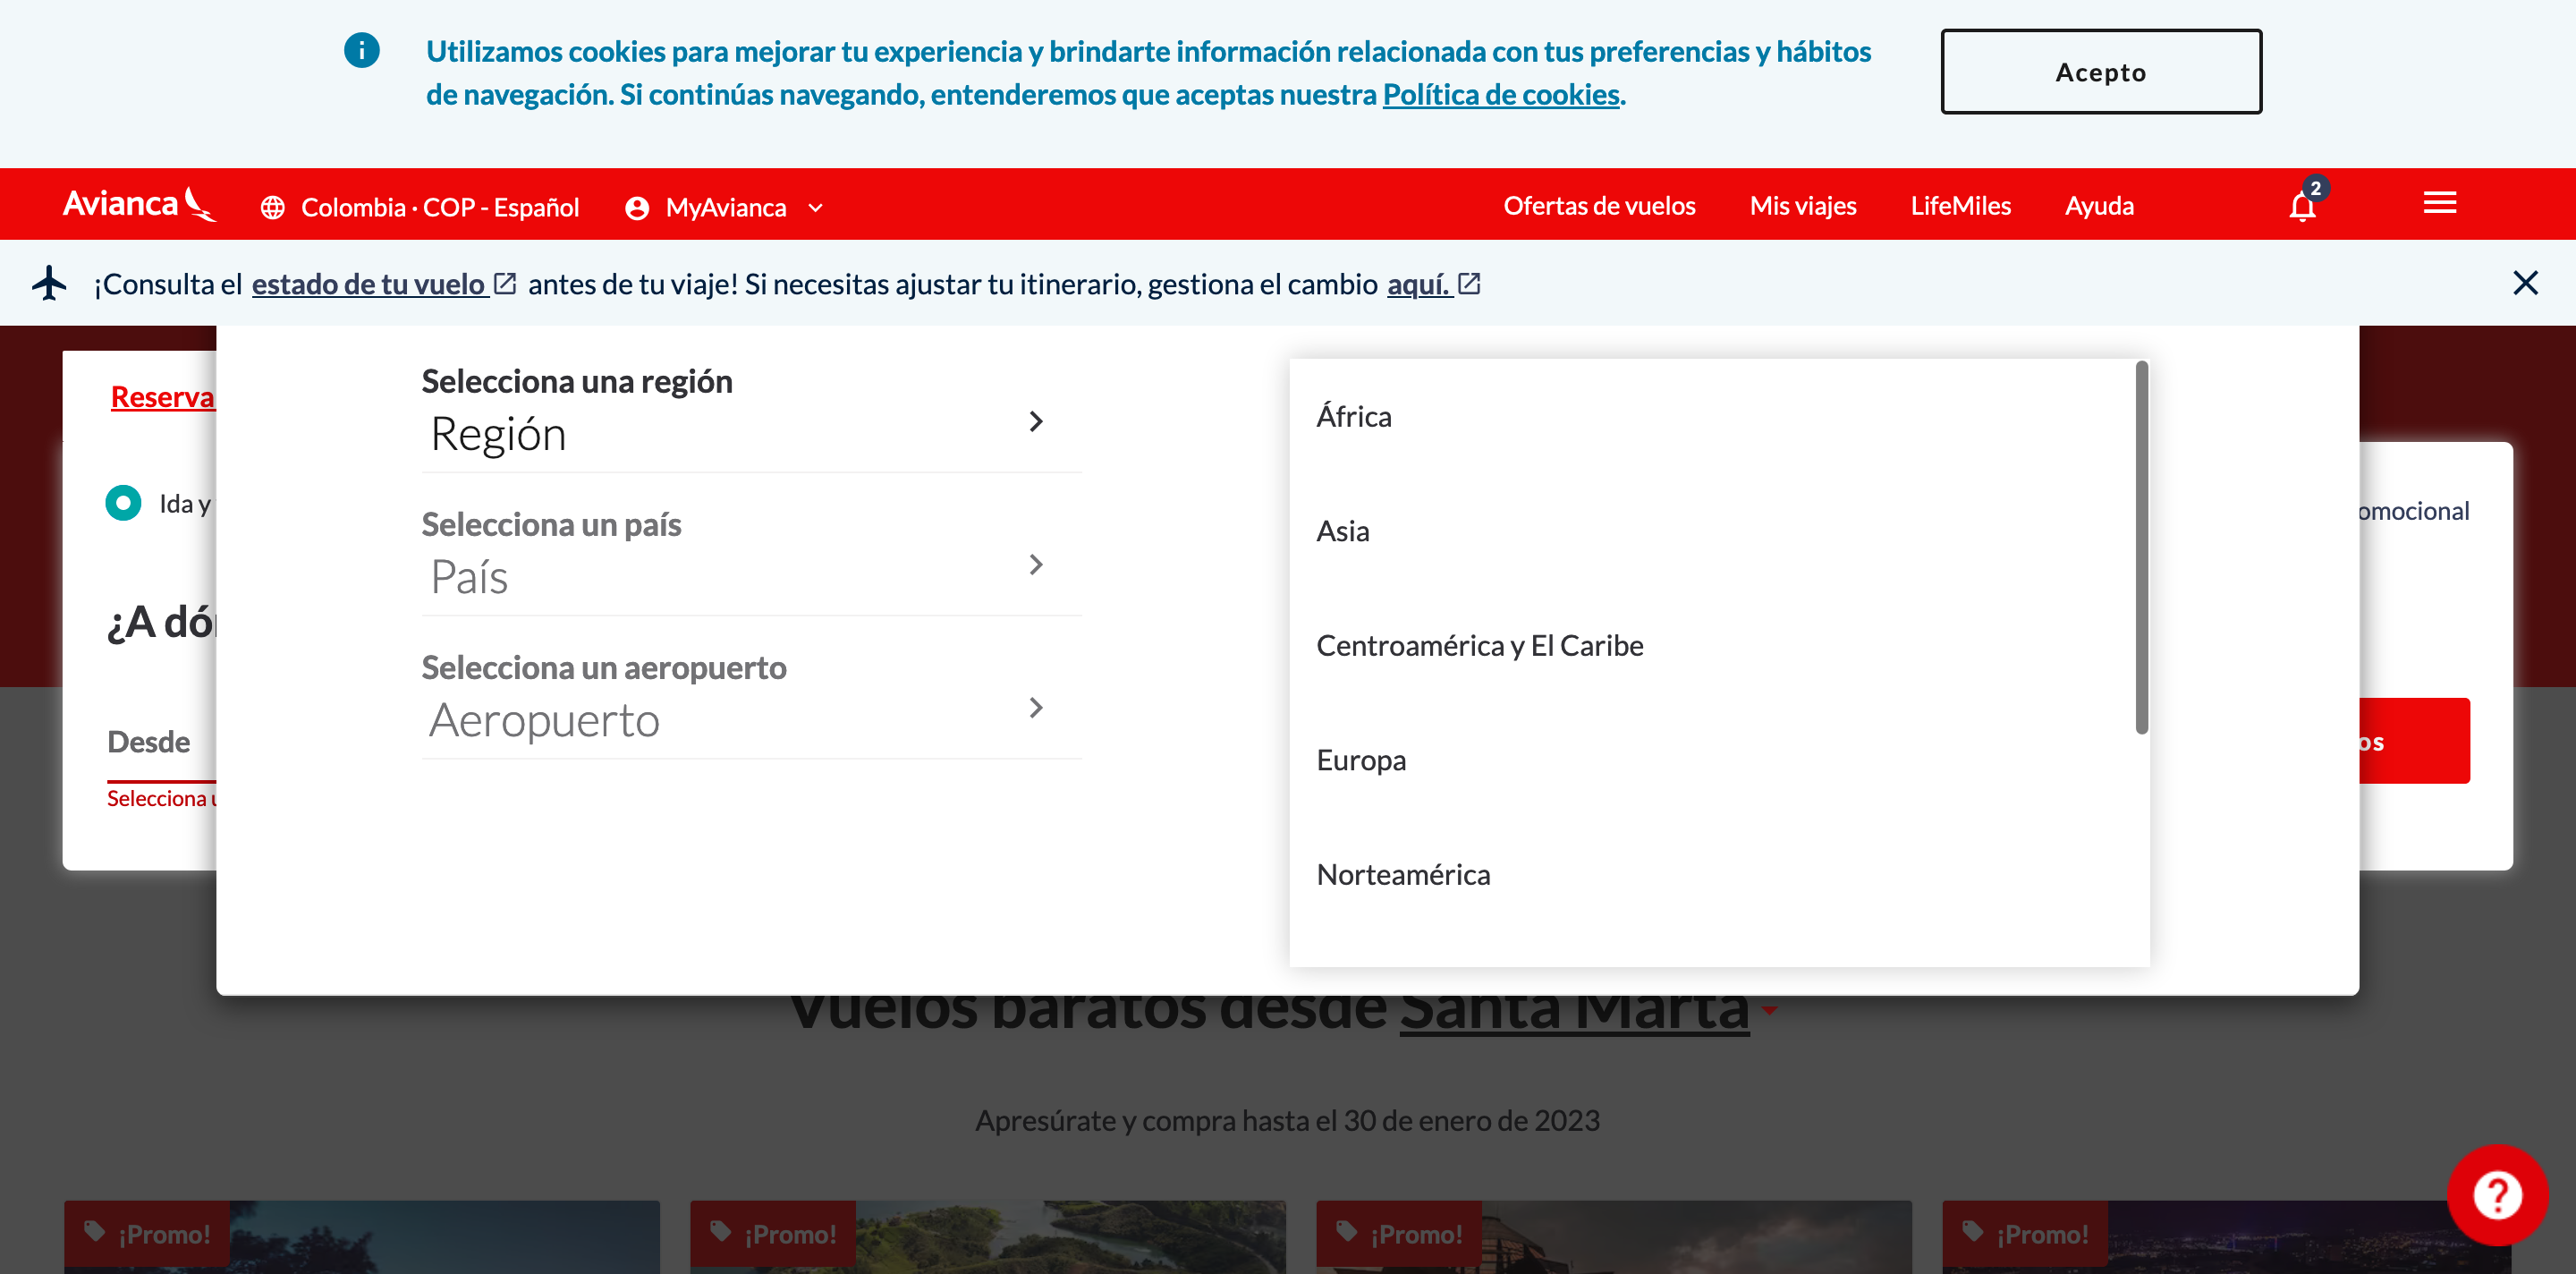 Utilizamos cookies para mejorar tu experiencia y brindarte información relacionada con tus preferencias y hábitos
de navegación. Si continúas navegando, entenderemos que aceptas nuestra Política de cookies.
Acepto
Avianca
Colombia · COP - Español
MyAvianca
Ofertas de vuelos
Mis viajes
LifeMiles
Ayuda
2
¡Consulta el estado de tu vuelo antes de tu viaje! Si necesitas ajustar tu itinerario, gestiona el cambio aquí.
Reserva
Selecciona una región
Región
Selecciona un país
País
Selecciona un aeropuerto
Aeropuerto
África
Asia
Centroamérica y El Caribe
Europa
Norteamérica
Ida y
omocional
¿A dó
Desde
Selecciona
os
Vuelos baratos desde Santa Marta
Apresúrate y compra hasta el 30 de enero de 2023
¡Promo!
¡Promo!
¡Promo!
¡Promo!
?